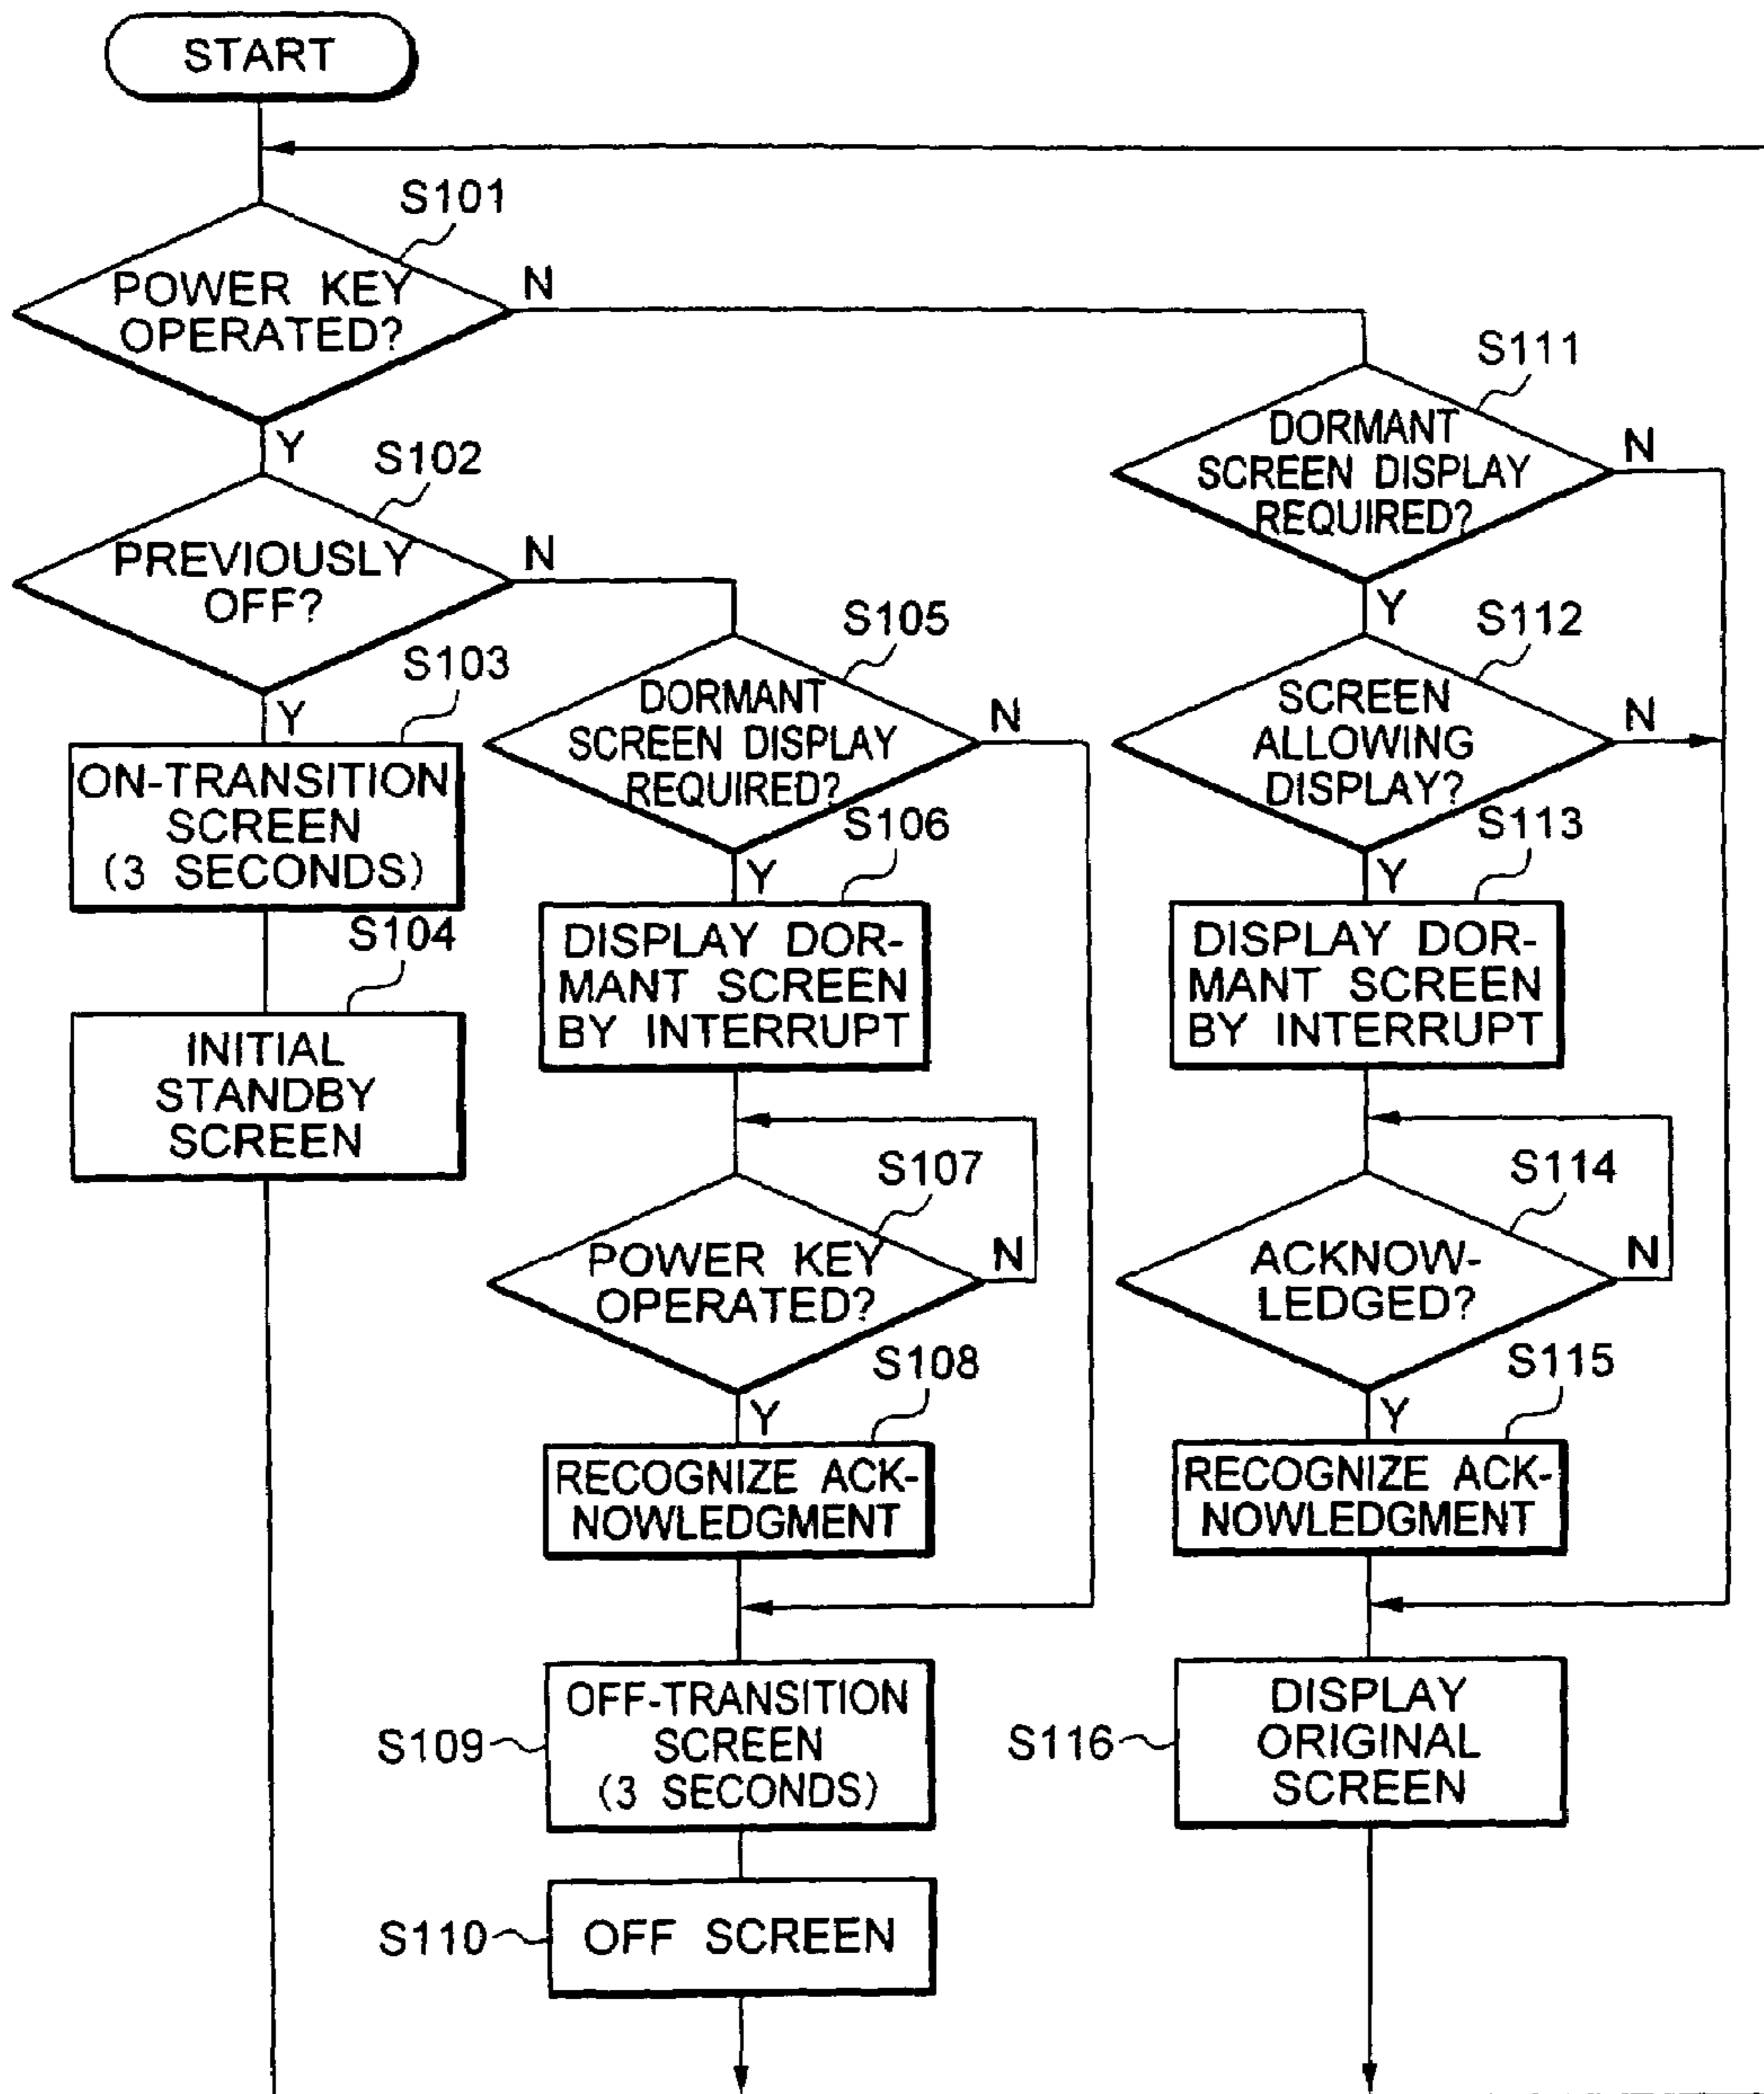 START
S101
POWER KEY
OPERATED?
N
Y
S102
PREVIOUSLY
OFF?
N
Y
S103
ON-TRANSITION
SCREEN
(3 SECONDS)
S104
INITIAL
STANDBY
SCREEN
S105
DORMANT
SCREEN DISPLAY
REQUIRED?
N
Y
S106
DISPLAY DOR-
MANT SCREEN
BY INTERRUPT
S107
POWER KEY
OPERATED?
N
Y
S108
RECOGNIZE ACK-
NOWLEDGMENT
S109
OFF-TRANSITION
SCREEN
(3 SECONDS)
S110
OFF SCREEN
S111
DORMANT
SCREEN DISPLAY
REQUIRED?
N
Y
S112
SCREEN
ALLOWING
DISPLAY?
N
Y
S113
DISPLAY DOR-
MANT SCREEN
BY INTERRUPT
S114
ACKNOW-
LEDGED?
N
Y
S115
RECOGNIZE ACK-
NOWLEDGMENT
S116
DISPLAY
ORIGINAL
SCREEN